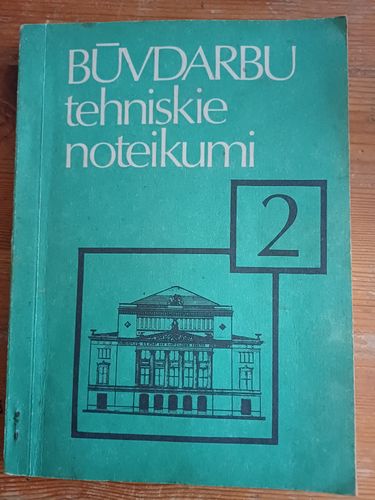 BŪVDARBU
tehniskie
noteikumi
2